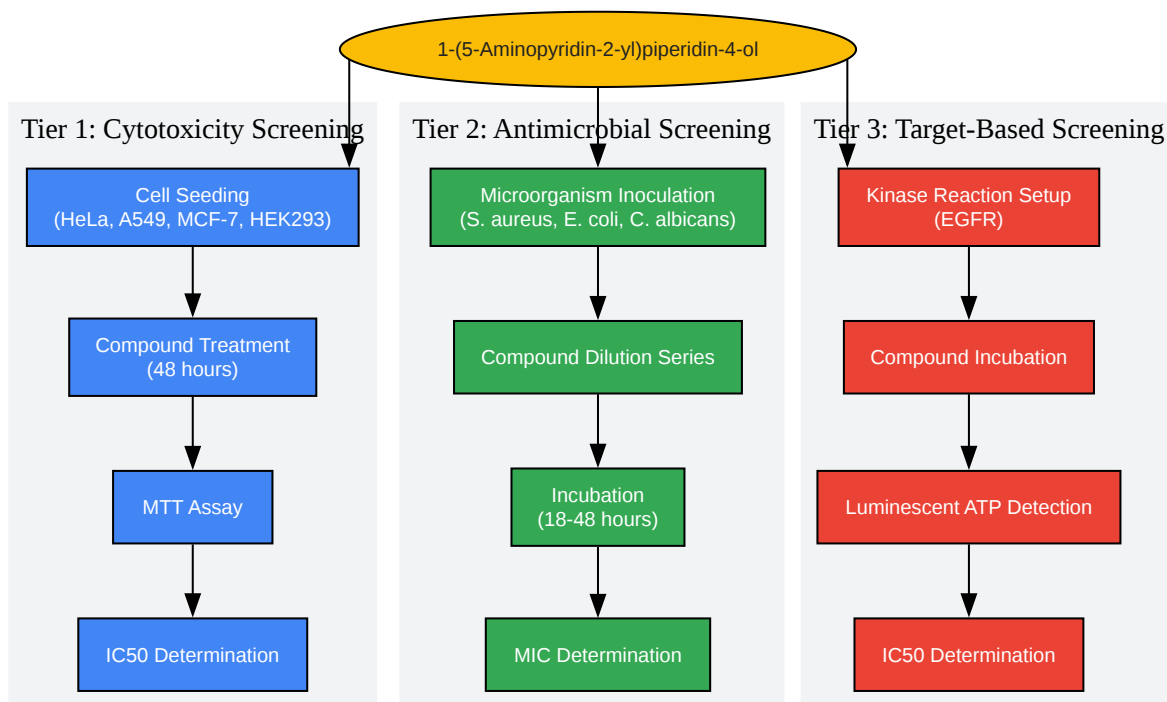 1-(5-Aminopyridin-2-yl)piperidin-4-ol
Tier 1: Cytotoxicity Screening
Cell Seeding
(HeLa, A549, MCF-7, HEK293)
Compound Treatment
(48 hours)
MTT Assay
IC50 Determination
Tier 2: Antimicrobial Screening
Microorganism Inoculation
(S. aureus, E. coli, C. albicans)
Compound Dilution Series
Incubation
(18-48 hours)
MIC Determination
Tier 3: Target-Based Screening
Kinase Reaction Setup
(EGFR)
Compound Incubation
Luminescent ATP Detection
IC50 Determination